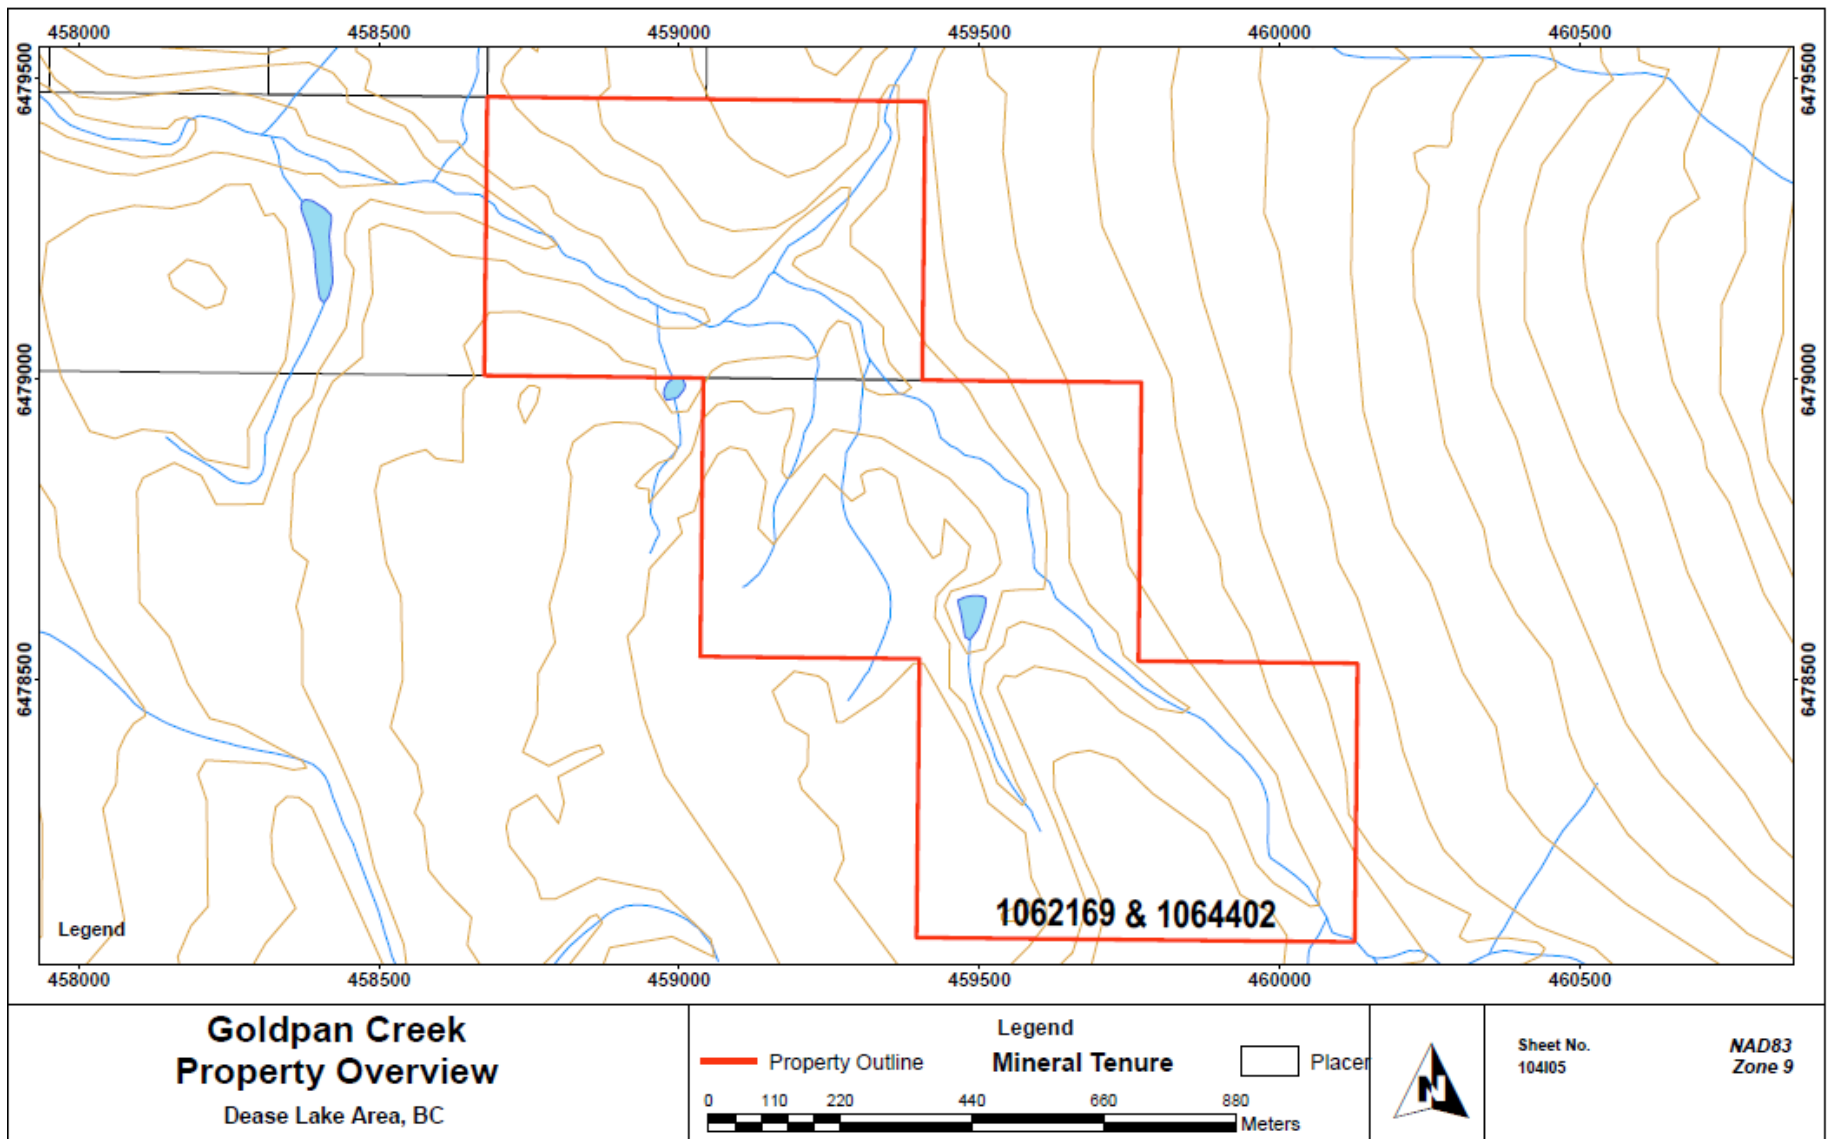 458000 458500 459000 459500 460000 460500
6479500 6479500
6479000 6479000
6478500 6478500
1062169 & 1064402
Legend
458000 458500 459000 459500 460000 460500
Goldpan Creek
Property Overview
Dease Lake Area, BC
Legend
Property Outline Mineral Tenure Placer
0 110 220 440 660 880
Meters
N
Sheet No.
104I05
NAD83
Zone 9